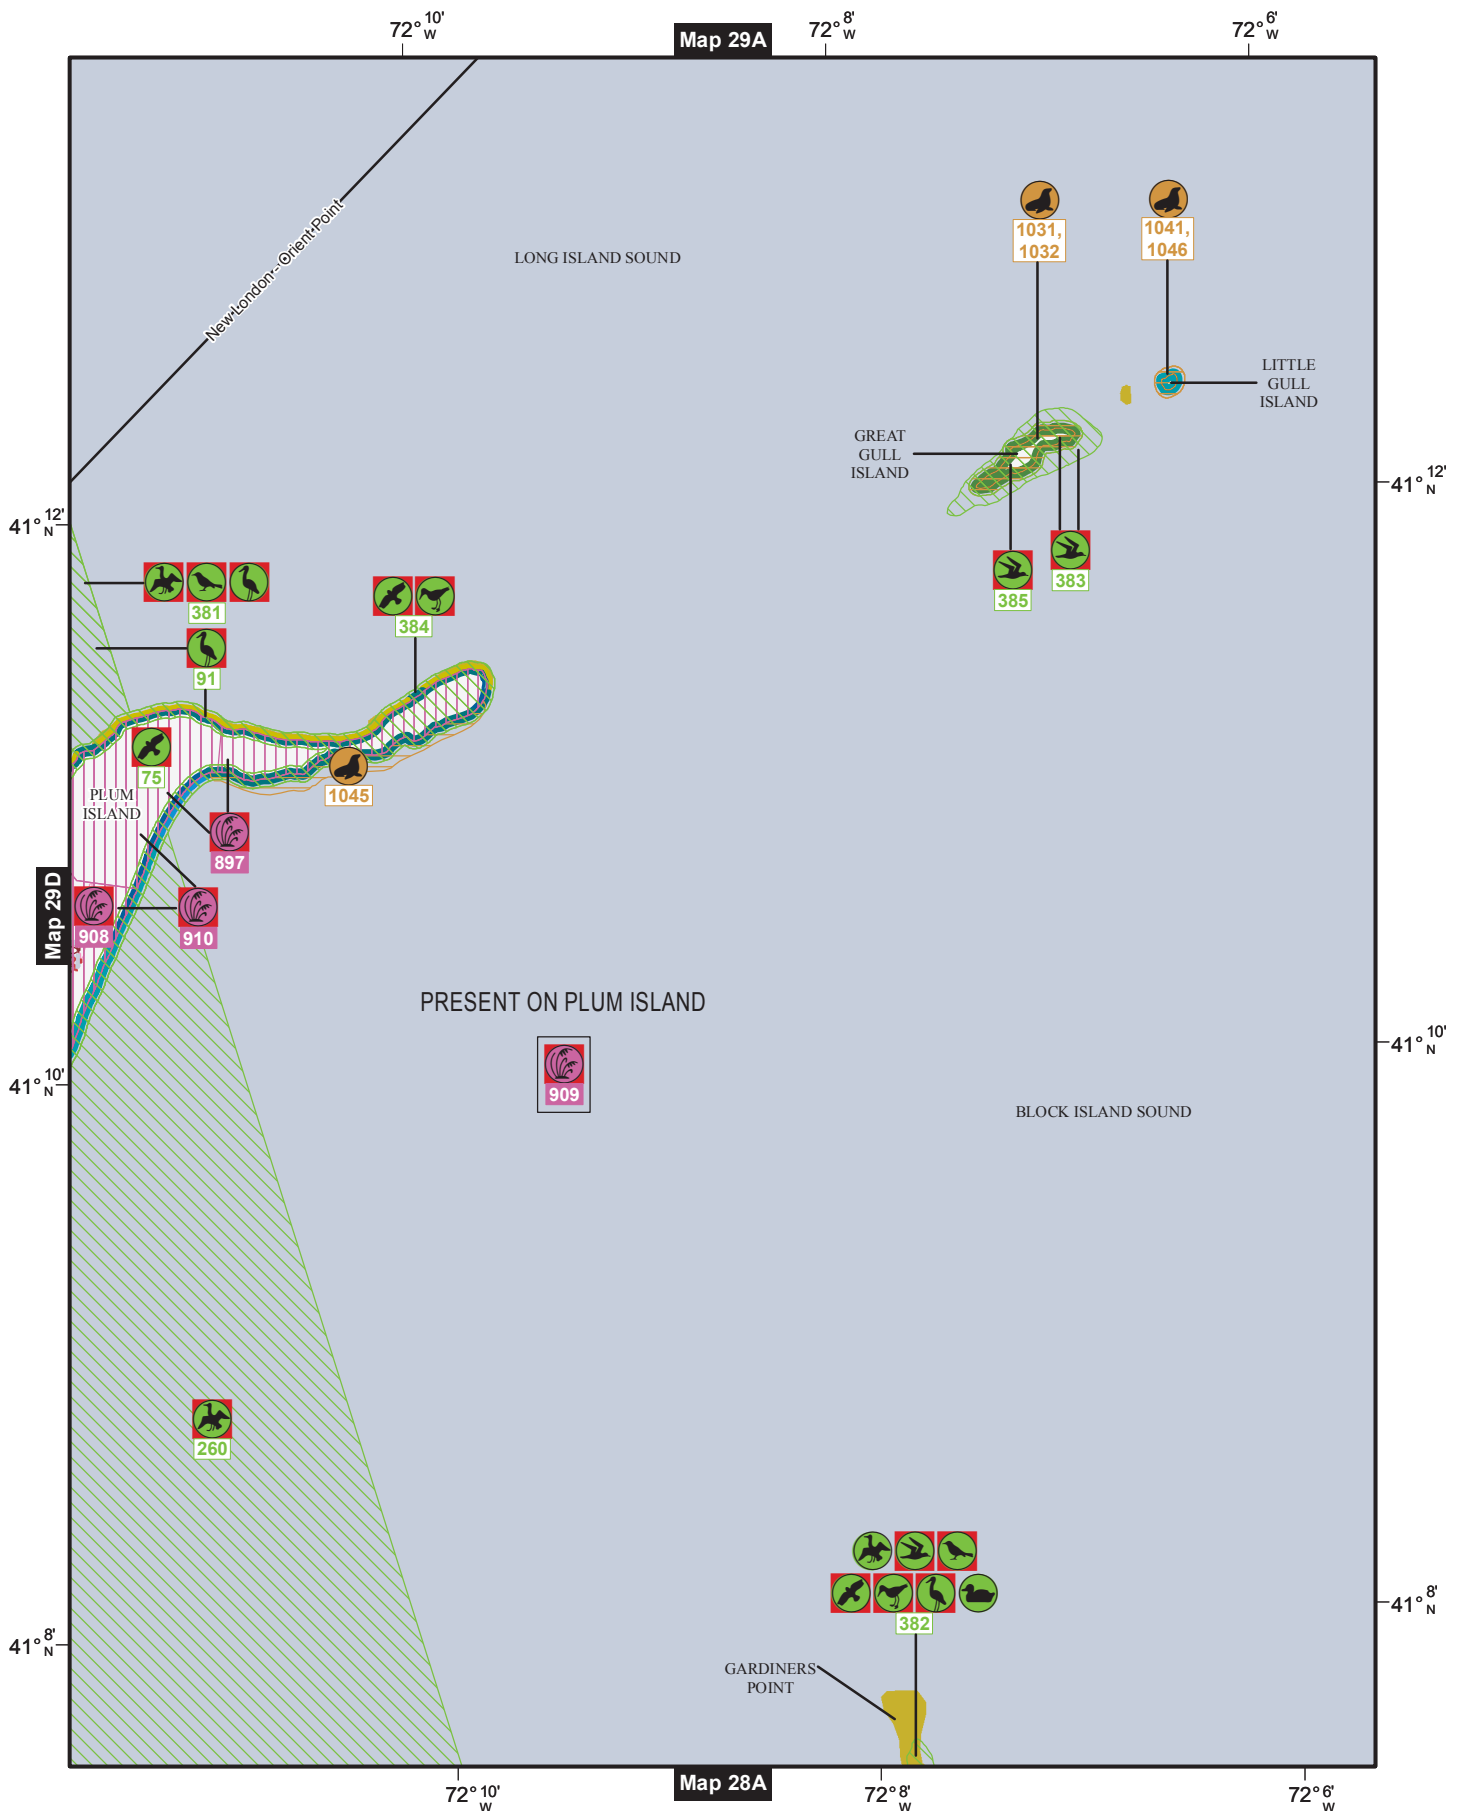 72° 10' W
Map 29A
72° 8' W
72° 6' W
New London - Orient Point
LONG ISLAND SOUND
1031,
1032
1041,
1046
LITTLE
GULL
ISLAND
GREAT
GULL
ISLAND
41° 12' N
41° 12' N
385
383
381
384
91
75
PLUM
ISLAND
1045
897
Map 29D
908
910
PRESENT ON PLUM ISLAND
909
41° 10' N
41° 10' N
BLOCK ISLAND SOUND
260
382
41° 8' N
41° 8' N
GARDINERS
POINT
72° 10' W
Map 28A
72° 8' W
72° 6' W